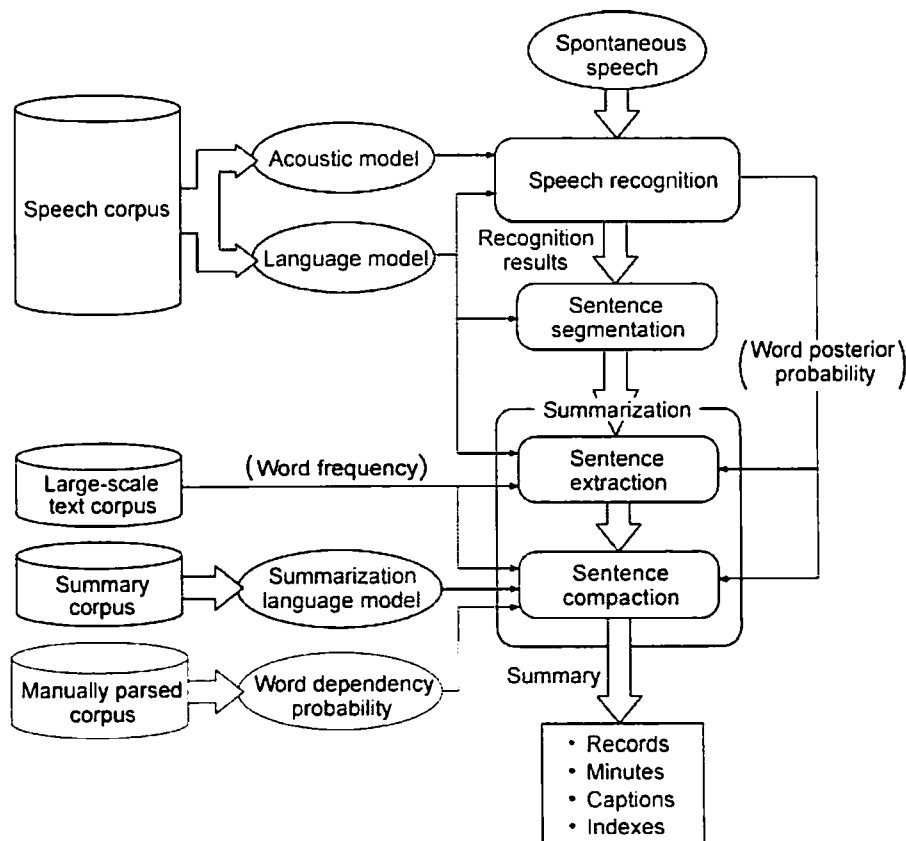 Spontaneous
speech
Speech corpus
Acoustic model
Language model
Speech recognition
Recognition
results
Sentence
segmentation
(Word posterior
probability)
Summarization
Large-scale
text corpus
(Word frequency)
Sentence
extraction
Summary
corpus
Summarization
language model
Sentence
compaction
Manually parsed
corpus
Word dependency
probability
Summary
• Records
• Minutes
• Captions
• Indexes